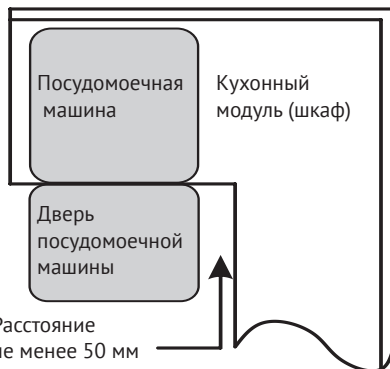 Посудомоечная
машина
Кухонный
модуль (шкаф)
Дверь
посудомоечной
машины
Расстояние
не менее 50 мм